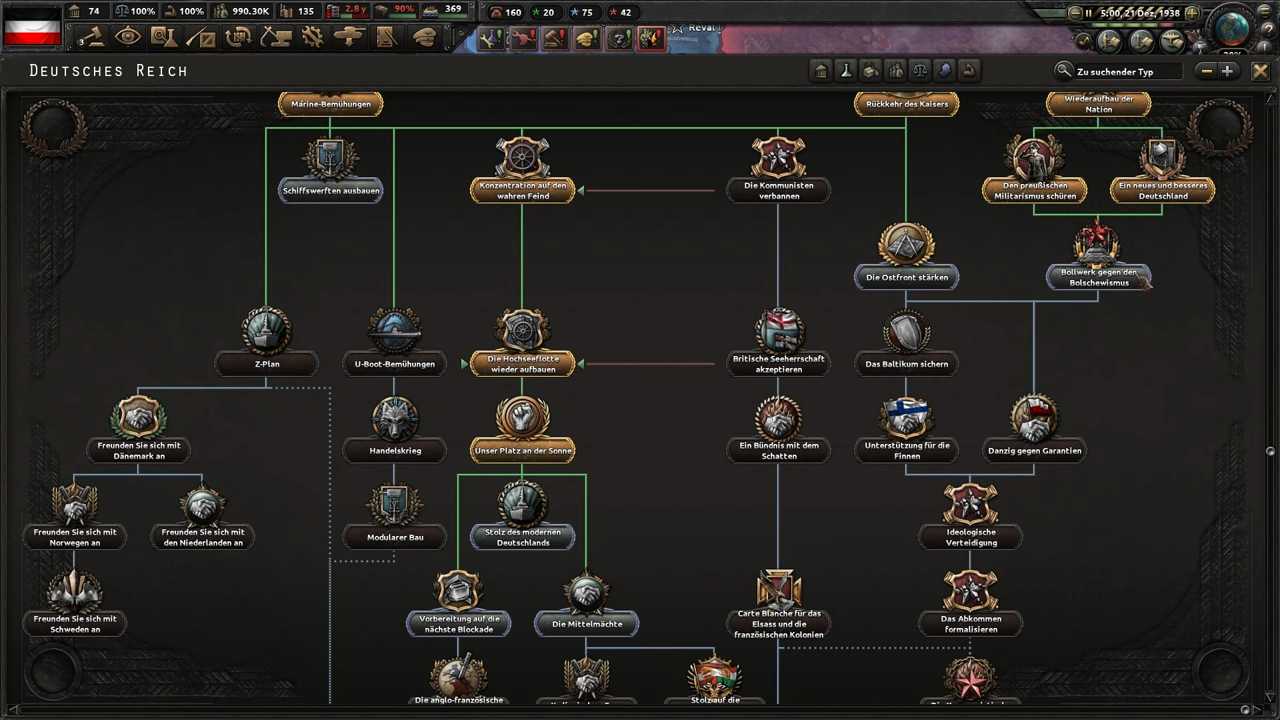 74
100%
100%
990.30K
135
2.8 y
90%
369
160
20
75
42
5:00, 21 Dez, 1938
3
Reval
Deutsches Reich
Zu suchender Typ
Marine-Bemühungen
Rückkehr des Kaisers
Wiederaufbau der
Nation
Schiffswerften ausbauen
Konzentration auf den
wahren Feind
Die Kommunisten
verbannen
Den preußischen
Militarismus schüren
Ein neues und besseres
Deutschland
Die Ostfront stärken
Bollwerk gegen den
Bolschewismus
Z-Plan
U-Boot-Bemühungen
Die Hochseeflotte
wieder aufbauen
Britische Seeherrschaft
akzeptieren
Das Baltikum sichern
Freunden Sie sich mit
Dänemark an
Handelskrieg
Unser Platz an der Sonne
Ein Bündnis mit dem
Schatten
Unterstützung für die
Finnen
Danzig gegen Garantien
Freunden Sie sich mit
Norwegen an
Freunden Sie sich mit
den Niederlanden an
Modularer Bau
Stolz des modernen
Deutschlands
Ideologische
Verteidigung
Freunden Sie sich mit
Schweden an
Vorbereitung auf die
nächste Blockade
Die Mittelmächte
Carte Blanche für das
Elsass und die
französischen Kolonien
Das Abkommen
formalisieren
Die anglo-französische
Stolz auf die